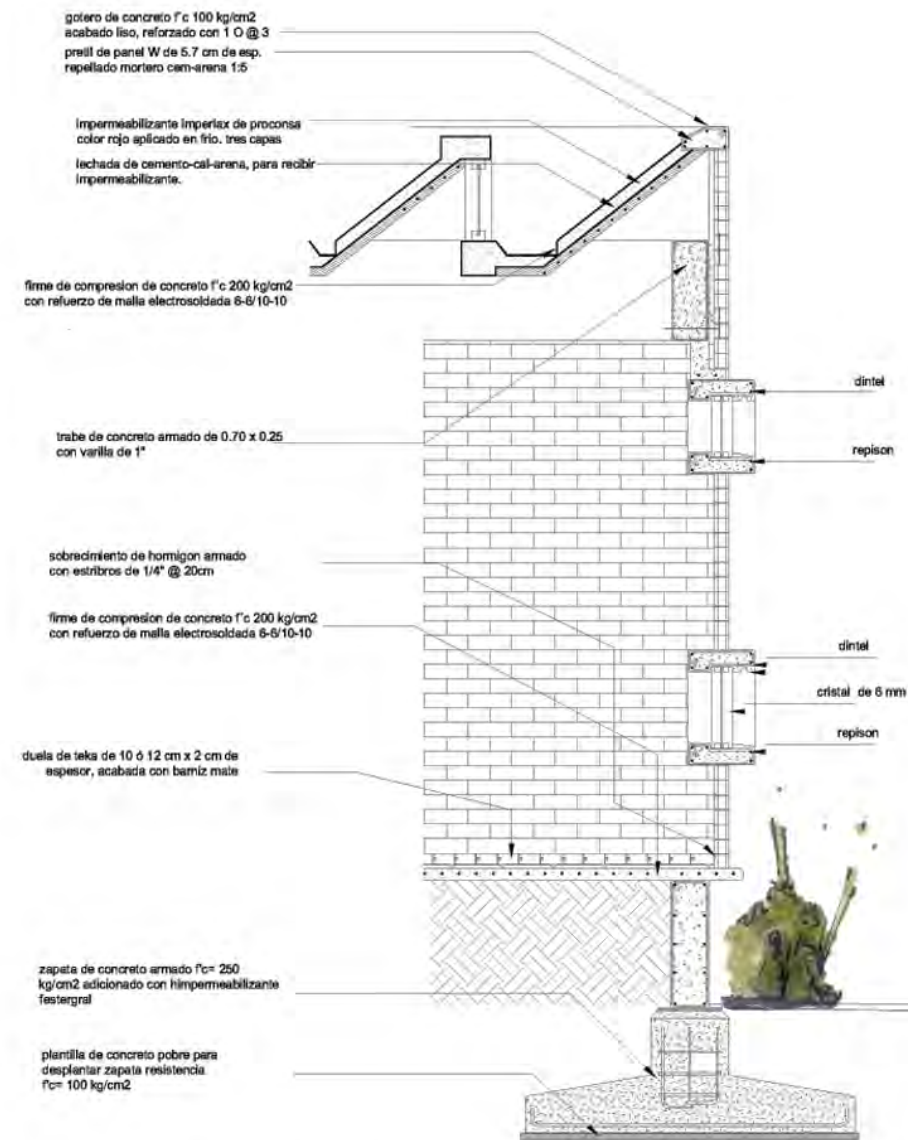 gotero de concreto f'c 100 kg/cm2
acabado liso, reforzado con 1 O @ 3
pretil de panel W de 5.7 cm de esp.
repellado mortero cem-arena 1:5
impermeabilizante imperlax de proconsa
color rojo aplicado en frio. tres capas
lechada de cemento-cal-arena, para recibir
impermeabilizante.
firme de compresion de concreto f'c 200 kg/cm2
con refuerzo de malla electrosoldada 6-6/10-10
dintel
trabe de concreto armado de 0.70 x 0.25
con varilla de 1"
repison
sobrecimiento de hormigon armado
con estribros de 1/4" @ 20cm
firme de compresion de concreto f'c 200 kg/cm2
con refuerzo de malla electrosoldada 6-6/10-10
dintel
cristal de 6 mm
repison
duela de teka de 10 ó 12 cm x 2 cm de
espesor, acabada con barniz mate
zapata de concreto armado f'c= 250
kg/cm2 adicionado con himpermeabilizante
festergral
plantilla de concreto pobre para
desplantar zapata resistencia
f'c= 100 kg/cm2